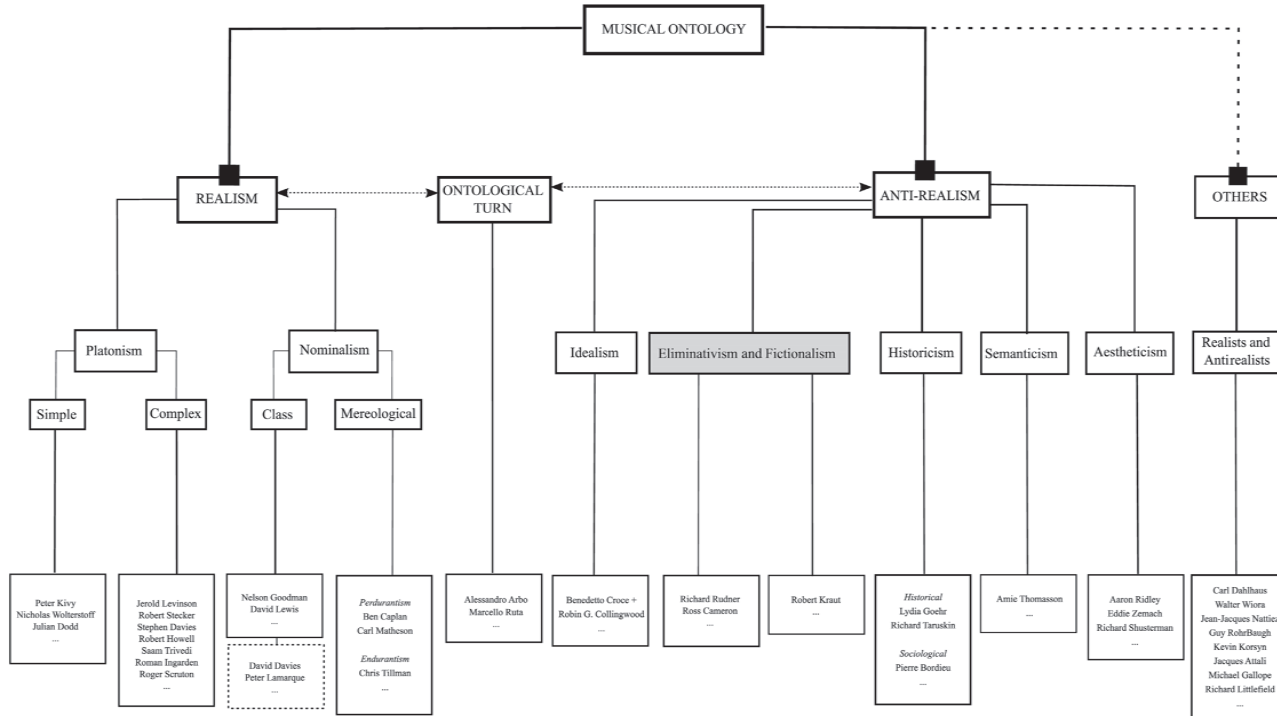 MUSICAL ONTOLOGY
REALISM
ONTOLOGICAL
TURN
ANTI-REALISM
OTHERS
Platonism
Nominalism
Idealism
Eliminativism and Fictionalism
Historicism
Semanticism
Aestheticism
Realists and
Antirealists
Simple
Complex
Class
Mereological
Peter Kivy
Nicholas Wolterstoff
Julian Dodd
...
Jerold Levinson
Robert Stecker
Stephen Davies
Robert Howell
Saam Trivedi
Roman Ingarden
Roger Scruton
...
Nelson Goodman
David Lewis
...
David Davies
Peter Lamarque
...
Perdurantism
Ben Caplan
Carl Matheson
Endurantism
Chris Tillman
...
Alessandro Arbo
Marcello Ruta
...
Benedetto Croce +
Robin G. Collingwood
...
Richard Rudner
Ross Cameron
...
Robert Kraut
...
Historical
Lydia Goehr
Richard Taruskin
Sociological
Pierre Bordieu
...
Amie Thomasson
...
Aaron Ridley
Eddie Zemach
Richard Shusterman
...
Carl Dahlhaus
Walter Wiora
Jean-Jacques Nattiez
Guy RohrBaugh
Kevin Korsyn
Jacques Attali
Michael Gallope
Richard Littlefield
...